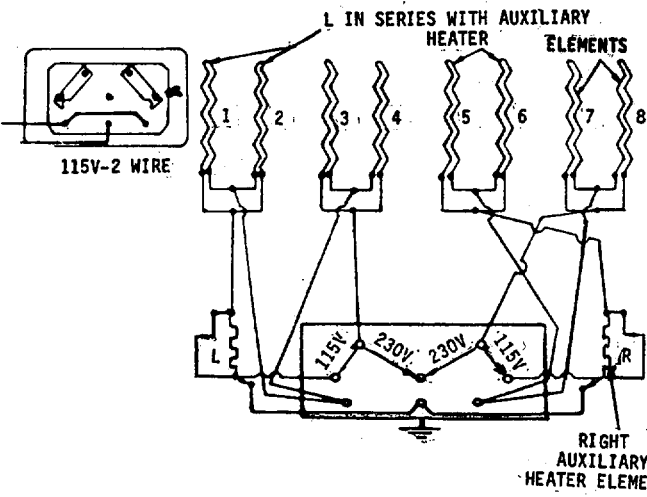 L IN SERIES WITH AUXILIARY
HEATER
ELEMENTS
1
2
3
4
5
6
7
8
115V-2 WIRE
L
115V
230V
230V
115V
R
RIGHT
AUXILIARY
HEATER ELEME